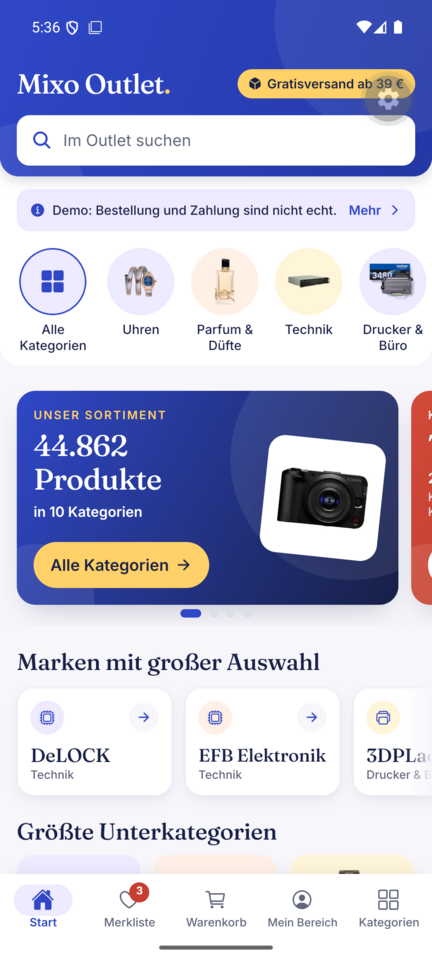 5:36
Mixo Outlet.
Gratisversand ab 39 €
Im Outlet suchen
Demo: Bestellung und Zahlung sind nicht echt. Mehr
Alle Kategorien
Uhren
Parfum & Düfte
Technik
Drucker & Büro
UNSER SORTIMENT
44.862
Produkte
in 10 Kategorien
Alle Kategorien →
Marken mit großer Auswahl
DeLOCK
Technik
EFB Elektronik
Technik
3DPLa
Drucker & B
Größte Unterkategorien
3
Start
Merkliste
Warenkorb
Mein Bereich
Kategorien